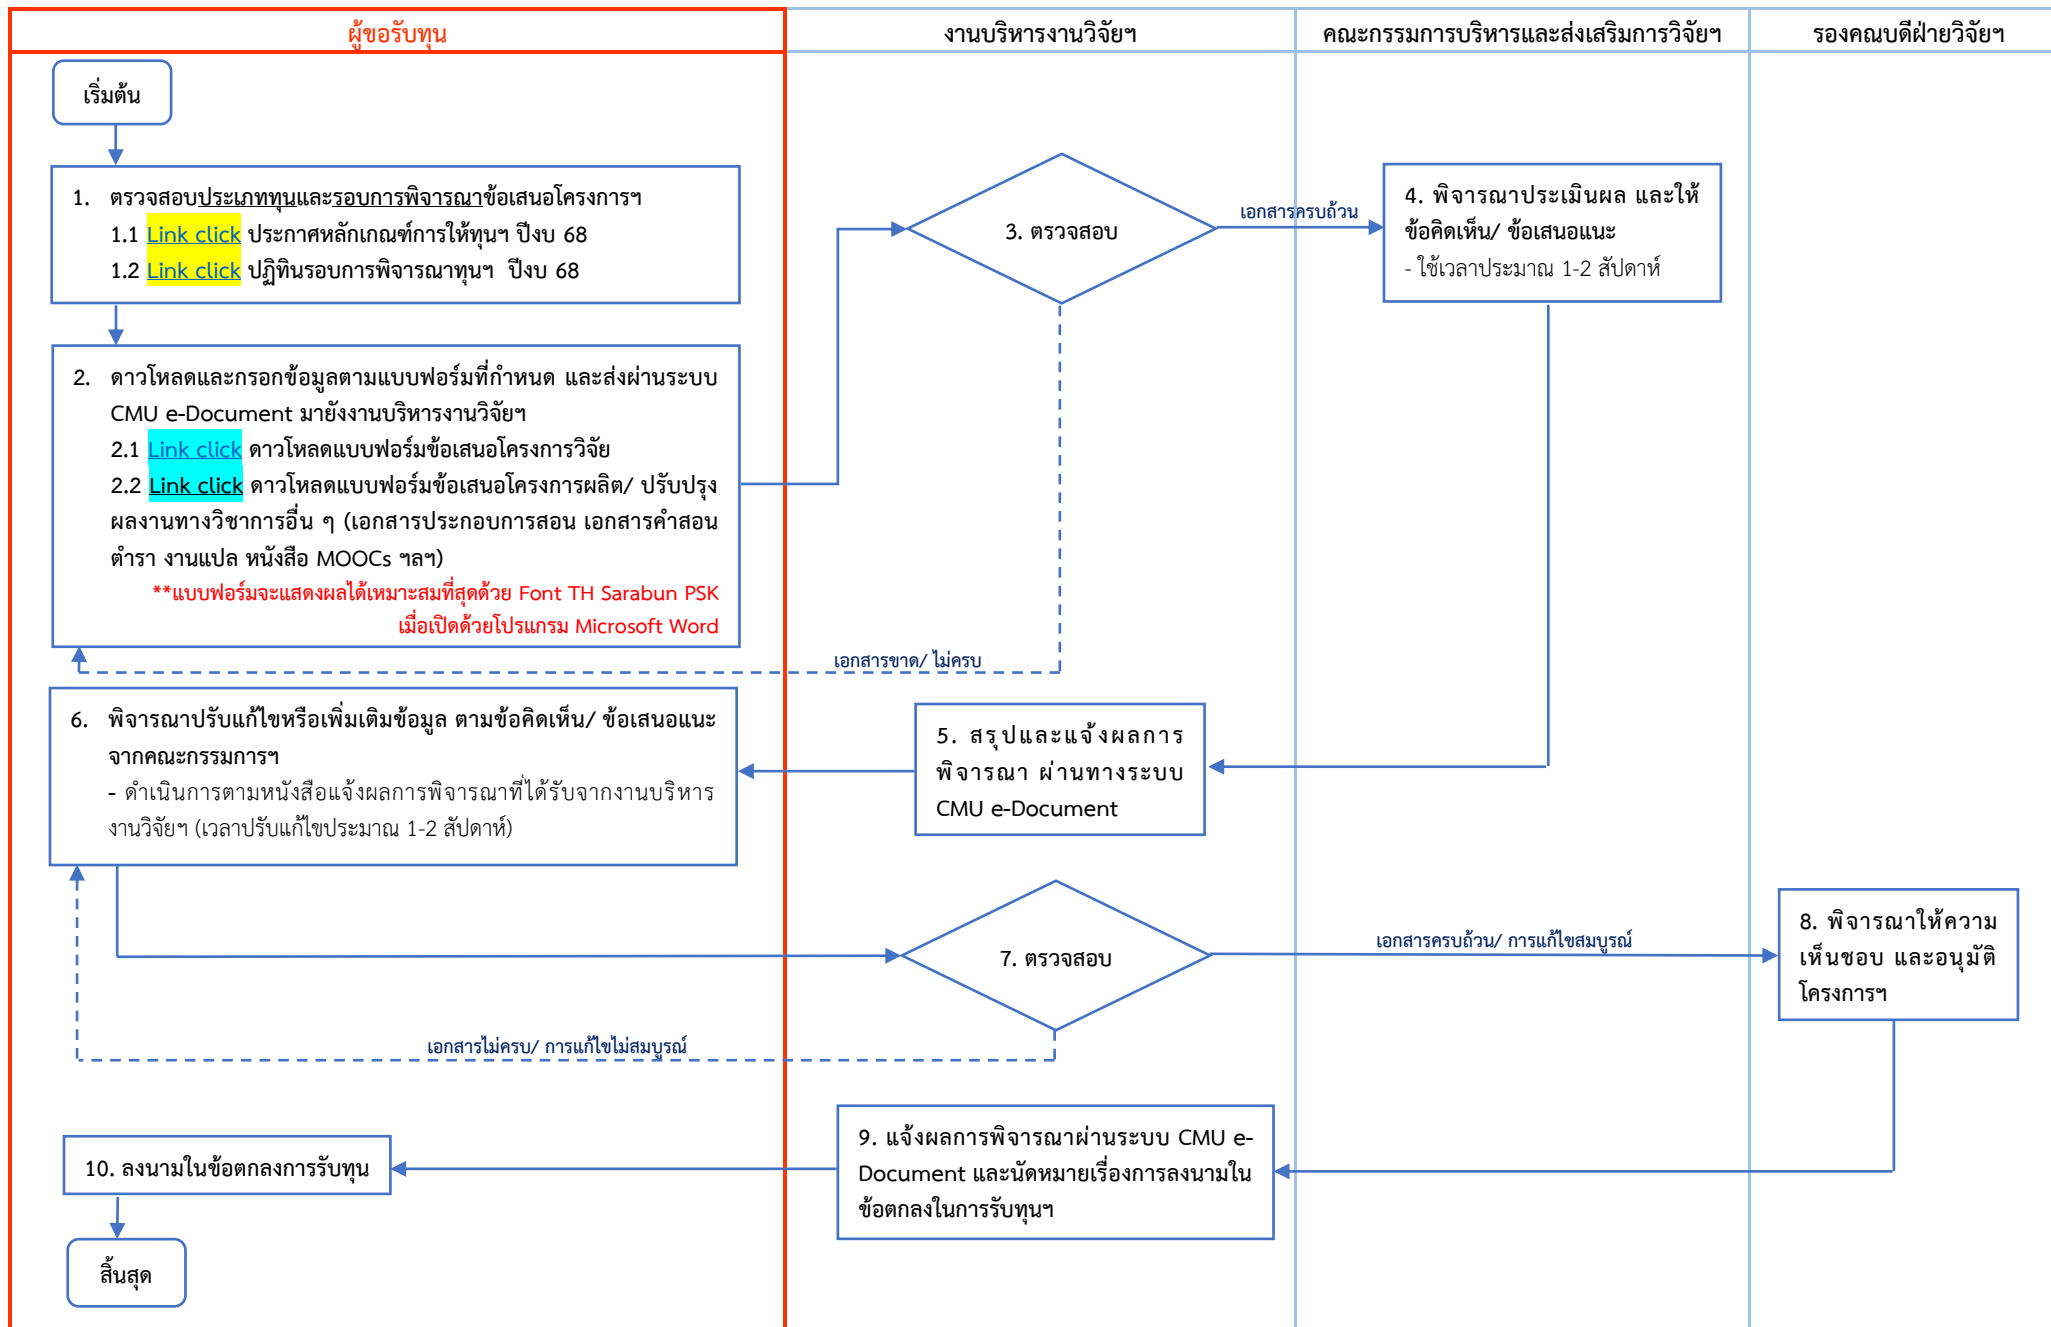 ผู้ขอรับทุน
งานบริหารงานวิจัยฯ
คณะกรรมการบริหารและส่งเสริมการวิจัยฯ
รองคณบดีฝ่ายวิจัยฯ
เริ่มต้น
1. ตรวจสอบประเภททุนและรอบการพิจารณาข้อเสนอโครงการฯ
1.1 Link click ประกาศหลักเกณฑ์การให้ทุนฯ ปีงบ 68
1.2 Link click ปฏิทินรอบการพิจารณาทุนฯ ปีงบ 68
3. ตรวจสอบ
เอกสารครบถ้วน
4. พิจารณาประเมินผล และให้
ข้อคิดเห็น/ ข้อเสนอแนะ
- ใช้เวลาประมาณ 1-2 สัปดาห์
2. ดาวโหลดและกรอกข้อมูลตามแบบฟอร์มที่กำหนด และส่งผ่านระบบ
CMU e-Document มายังงานบริหารงานวิจัยฯ
2.1 Link click ดาวโหลดแบบฟอร์มข้อเสนอโครงการวิจัย
2.2 Link click ดาวโหลดแบบฟอร์มข้อเสนอโครงการผลิต/ ปรับปรุง
ผลงานทางวิชาการอื่น ๆ (เอกสารประกอบการสอน เอกสารคำสอน
ตำรา งานแปล หนังสือ MOOCs ฯลฯ)
**แบบฟอร์มจะแสดงผลได้เหมาะสมที่สุดด้วย Font TH Sarabun PSK
เมื่อเปิดด้วยโปรแกรม Microsoft Word
เอกสารขาด/ ไม่ครบ
6. พิจารณาปรับแก้ไขหรือเพิ่มเติมข้อมูล ตามข้อคิดเห็น/ ข้อเสนอแนะ
จากคณะกรรมการฯ
- ดำเนินการตามหนังสือแจ้งผลการพิจารณาที่ได้รับจากงานบริหาร
งานวิจัยฯ (เวลาปรับแก้ไขประมาณ 1-2 สัปดาห์)
5. สรุปและแจ้งผลการ
พิจารณา ผ่านทางระบบ
CMU e-Document
7. ตรวจสอบ
เอกสารครบถ้วน/ การแก้ไขสมบูรณ์
8. พิจารณาให้ความ
เห็นชอบ และอนุมัติ
โครงการฯ
เอกสารไม่ครบ/ การแก้ไขไม่สมบูรณ์
9. แจ้งผลการพิจารณาผ่านระบบ CMU e-
Document และนัดหมายเรื่องการลงนามใน
ข้อตกลงในการรับทุนฯ
10. ลงนามในข้อตกลงการรับทุน
สิ้นสุด